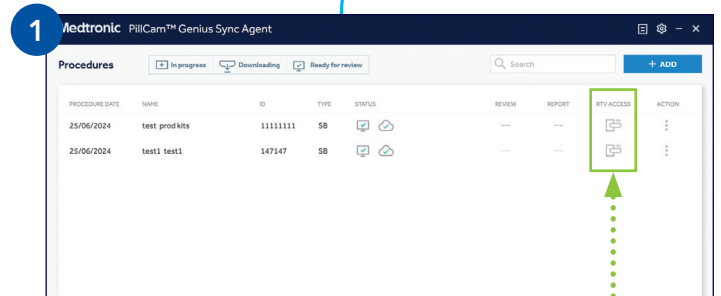 1
Medtronic PillCam™ Genius Sync Agent
Procedures In progress Downloading Ready for review Search + ADD
PROCEDURE DATE NAME ID TYPE STATUS REVIEW REPORT RTV ACCESS ACTION
25/06/2024 test prod kits 11111111 SB --- ---
25/06/2024 test1 test1 147147 SB --- ---